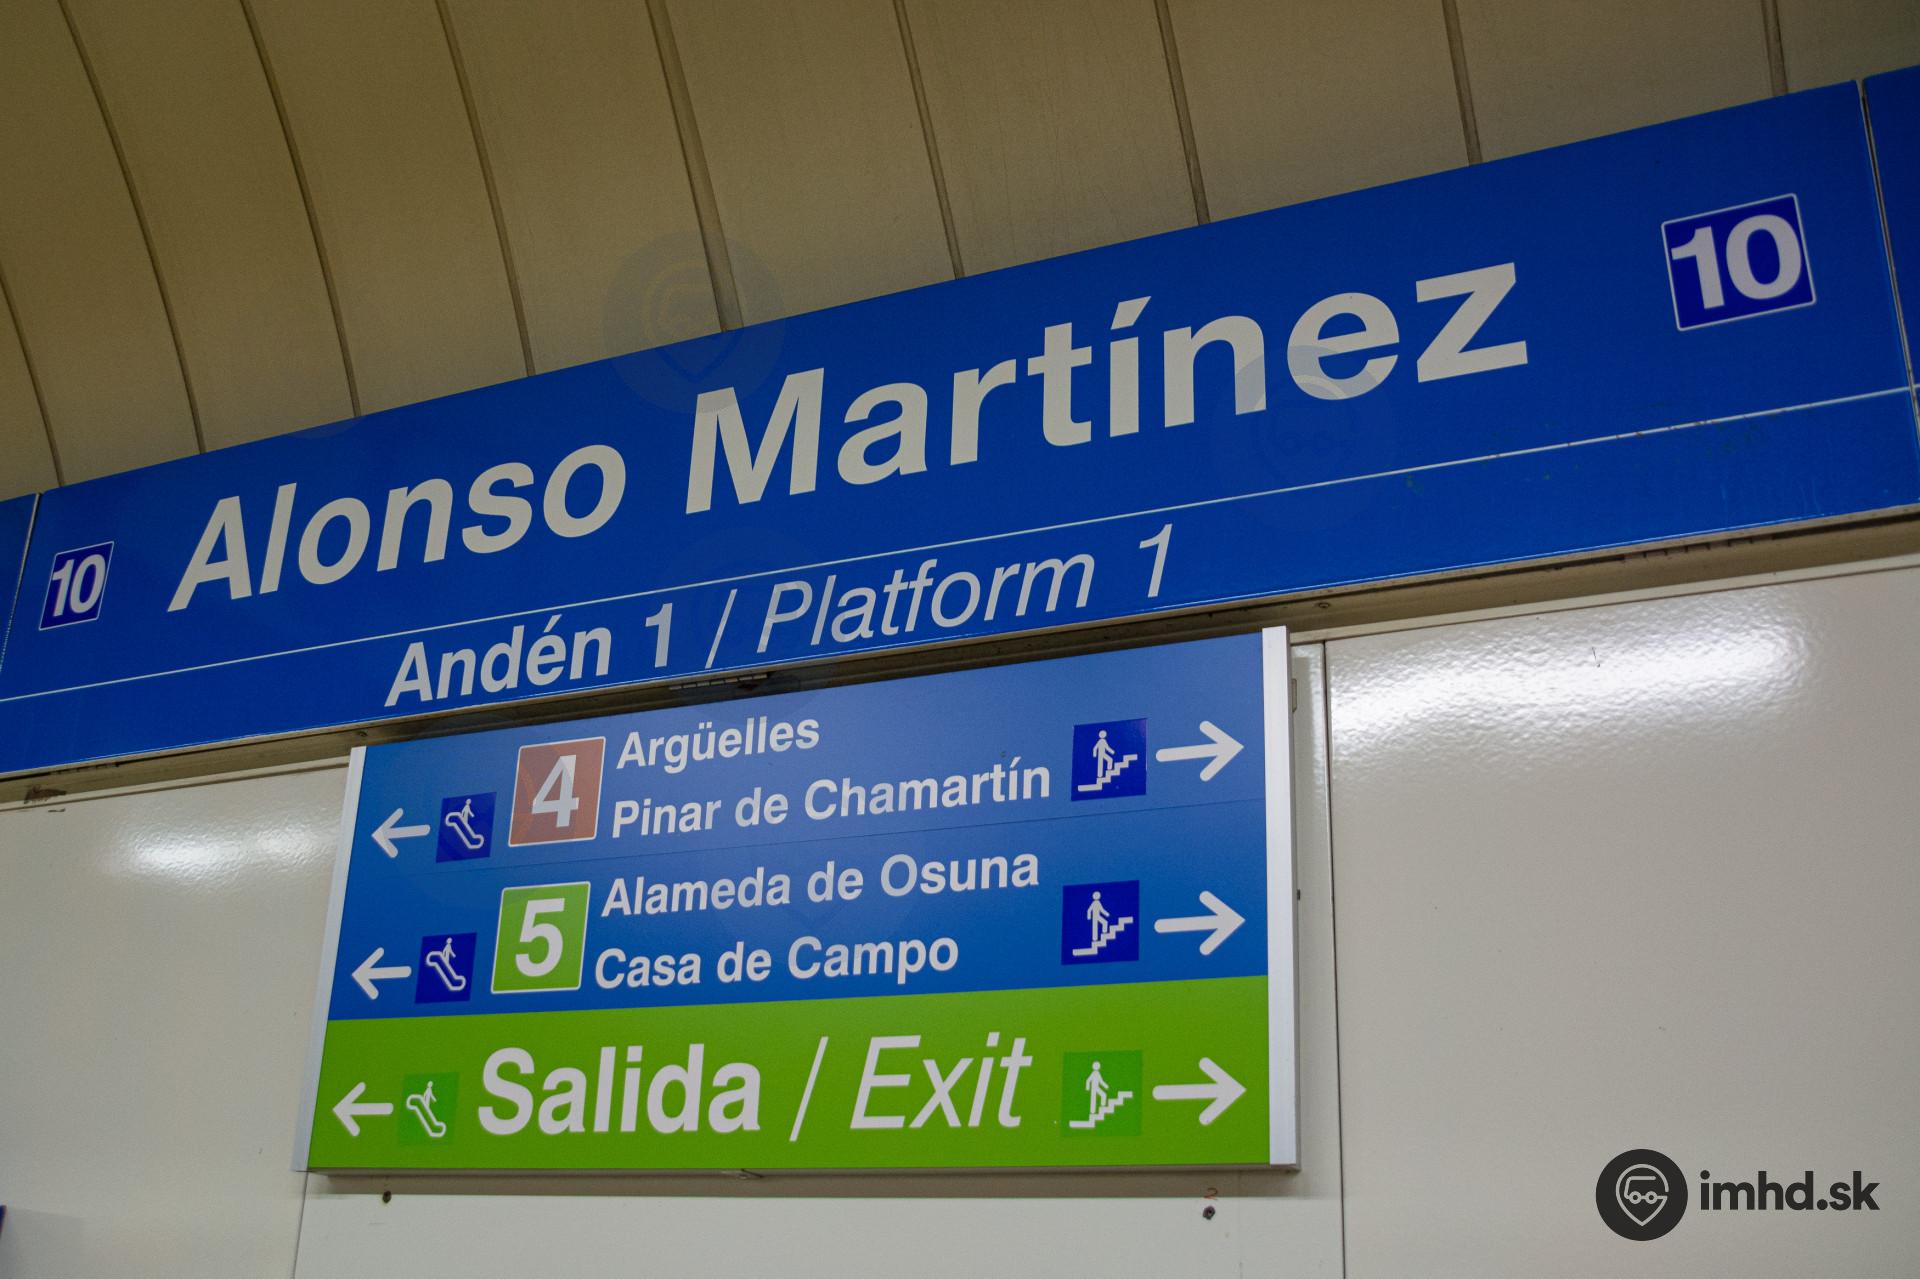 Alonso Martínez
10
10
Andén 1 / Platform 1
4
Argüelles
Pinar de Chamartín
5
Alameda de Osuna
Casa de Campo
Salida / Exit
2
imhd.sk